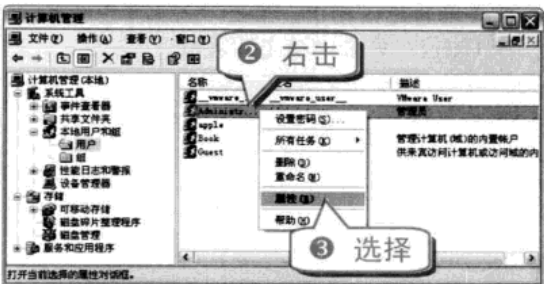 计算机管理
文件(F) 操作(A) 查看(V) 窗口(W)
② 右击
计算机管理(本地)
系统工具
事件查看器
共享文件夹
本地用户和组
用户
组
性能日志和警报
设备管理器
存储
可移动存储
磁盘碎片整理程序
磁盘管理
服务和应用程序
名称 描述
__vmware_ __vmware_user__ VMware User
Administr... 管理员
apple
Book 管理计算机(域)的内置帐户
Guest 供来宾访问计算机或访问域的内
设置密码(S)...
所有任务(K)
删除(D)
重命名(M)
属性(R)
帮助(H)
③ 选择
打开当前选择的属性对话框。